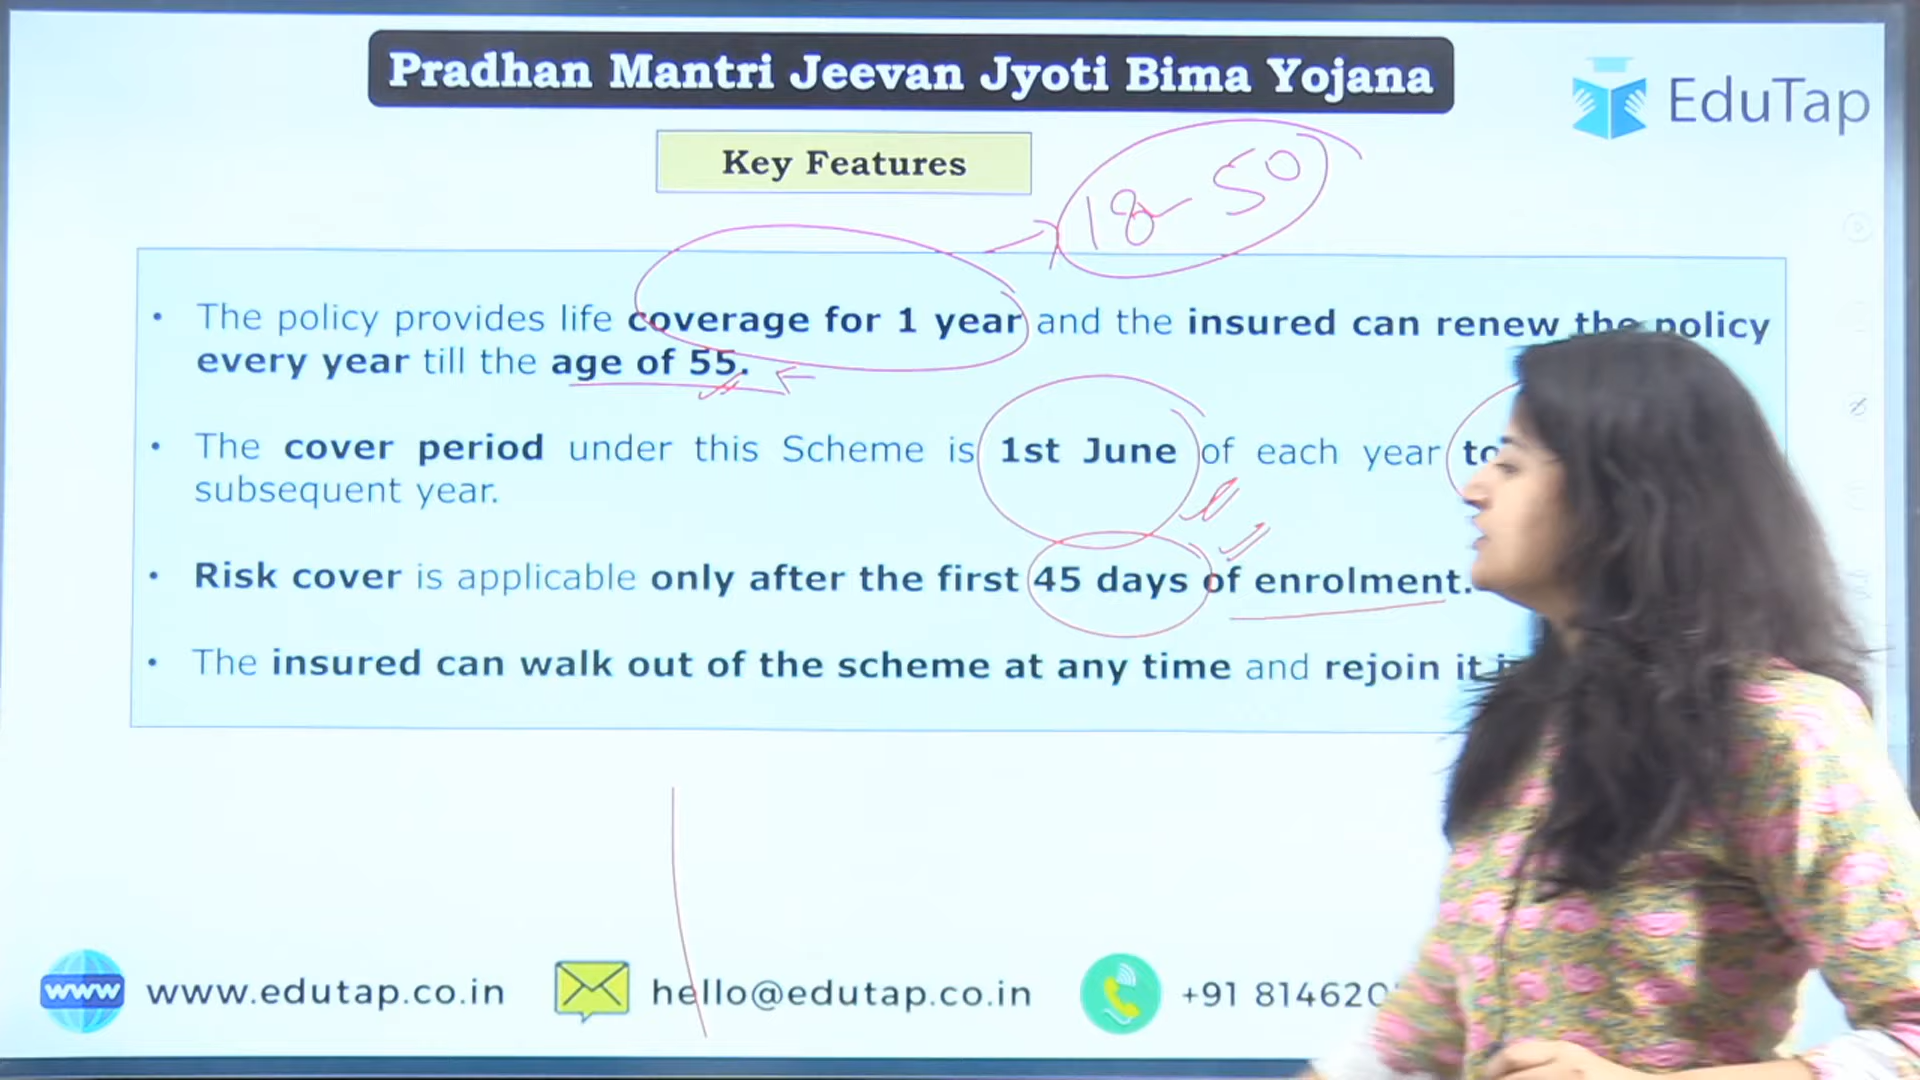 Pradhan Mantri Jeevan Jyoti Bima Yojana
EduTap
Key Features
18-50
• The policy provides life coverage for 1 year and the insured can renew the policy
every year till the age of 55.
• The cover period under this Scheme is 1st June of each year to
subsequent year.
• Risk cover is applicable only after the first 45 days of enrolment.
• The insured can walk out of the scheme at any time and rejoin it
www www.edutap.co.in hello@edutap.co.in +91 814620